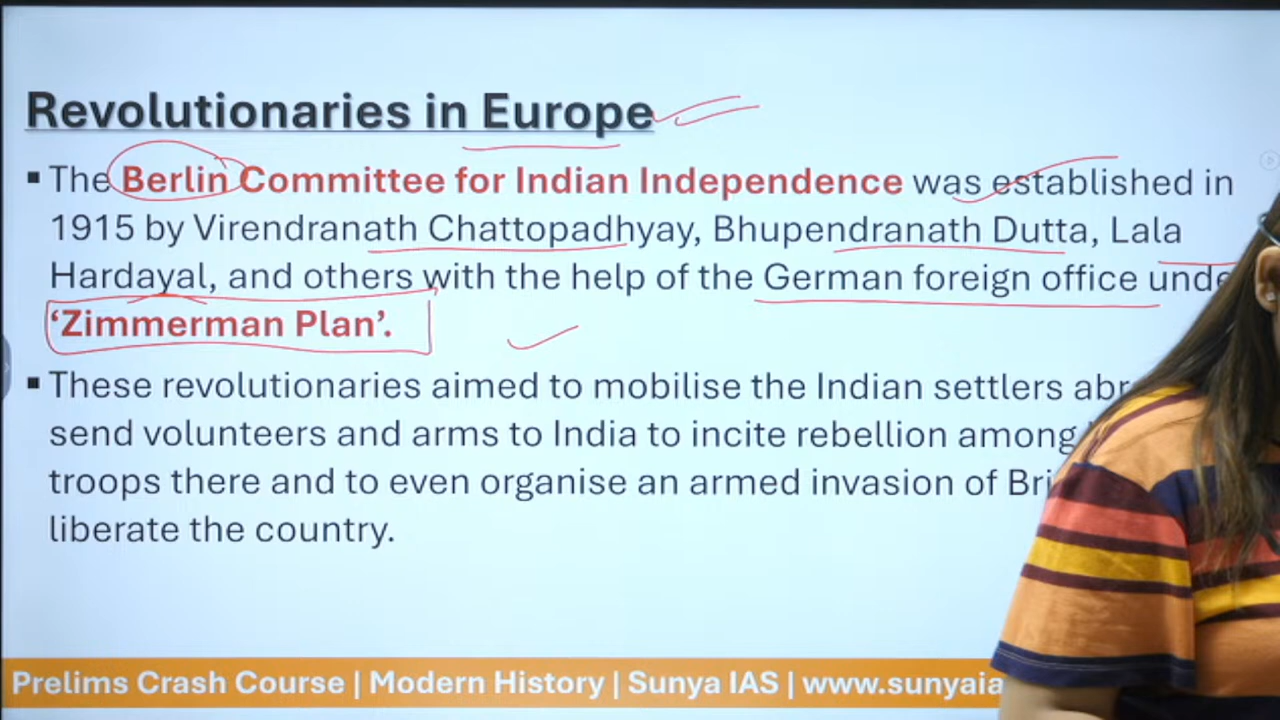 Revolutionaries in Europe
▪ The Berlin Committee for Indian Independence was established in
1915 by Virendranath Chattopadhyay, Bhupendranath Dutta, Lala
Hardayal, and others with the help of the German foreign office unde
‘Zimmerman Plan’.
▪ These revolutionaries aimed to mobilise the Indian settlers abr
send volunteers and arms to India to incite rebellion among
troops there and to even organise an armed invasion of Bri
liberate the country.
Prelims Crash Course | Modern History | Sunya IAS | www.sunyaia